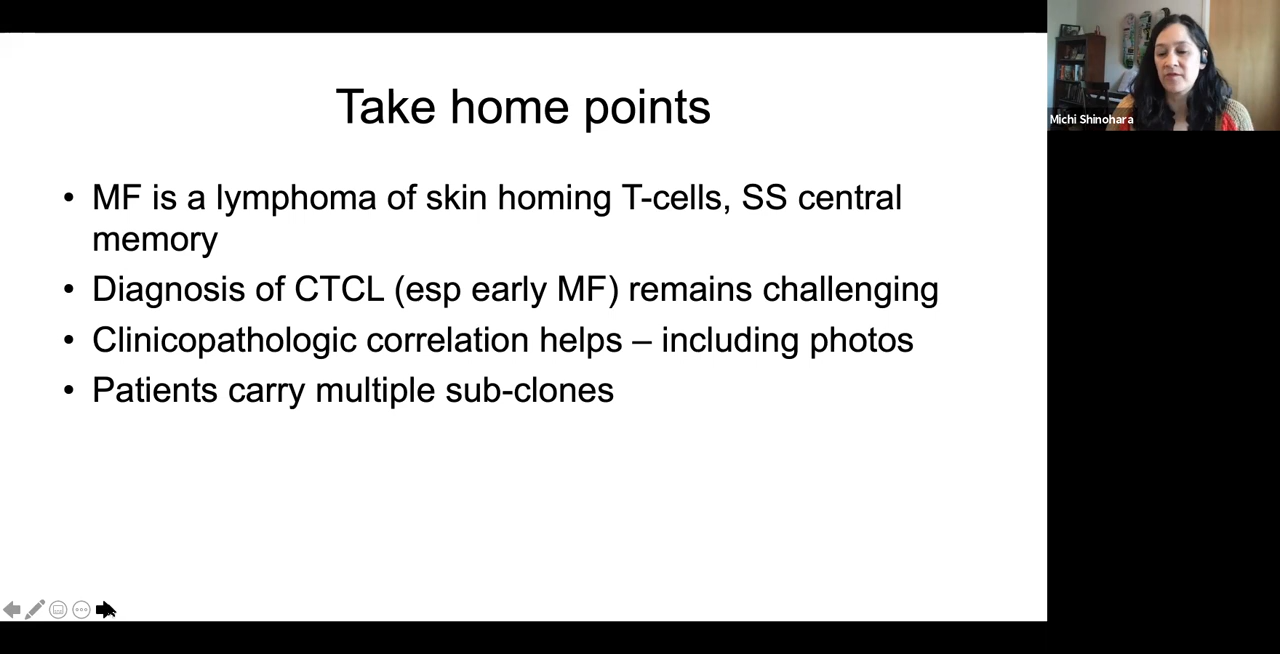 Take home points
• MF is a lymphoma of skin homing T-cells, SS central
memory
• Diagnosis of CTCL (esp early MF) remains challenging
• Clinicopathologic correlation helps – including photos
• Patients carry multiple sub-clones
Michi Shinohara